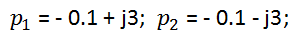 p₁ = - 0.1 + j3; p₂ = - 0.1 - j3;